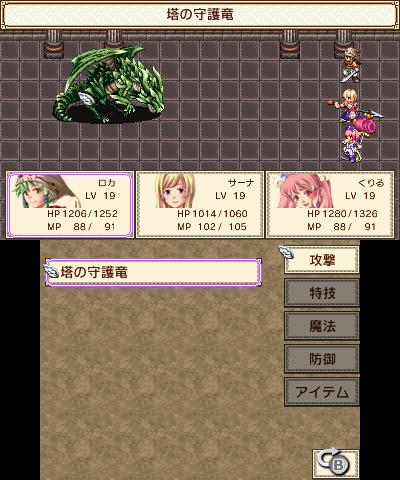 塔の守護竜
ロカ
LV 19
HP 1206/1252
MP 88/ 91
サーナ
LV 19
HP 1014/1060
MP 102/ 105
くりる
LV 19
HP 1280/1326
MP 88/ 91
塔の守護竜
攻撃
特技
魔法
防御
アイテム
B